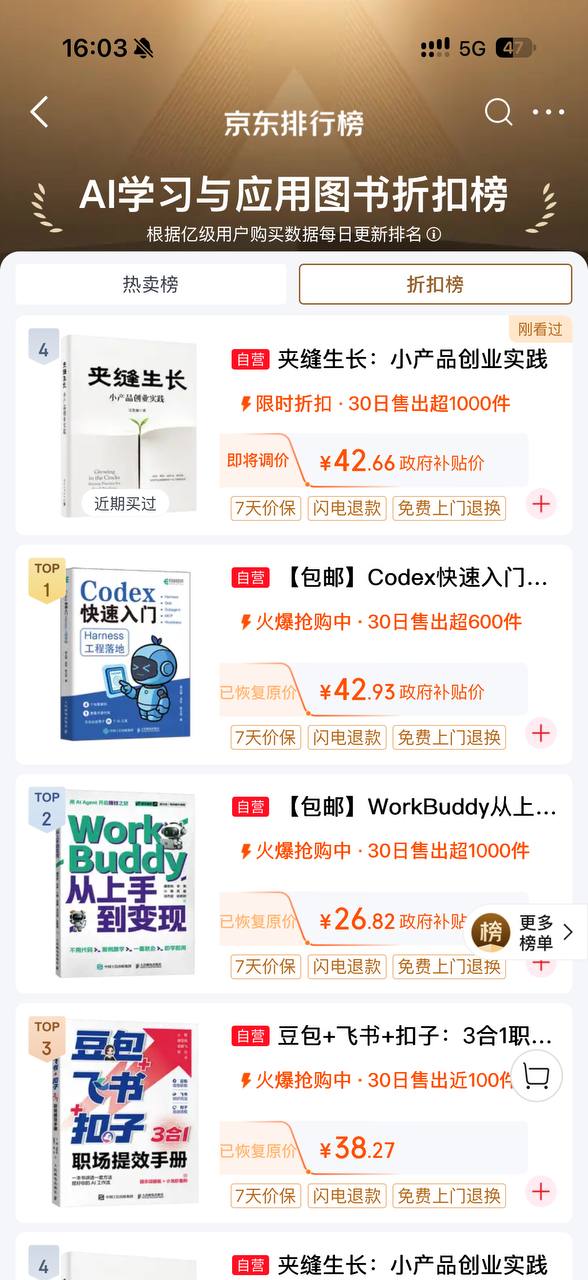 16:03
5G
47
京东排行榜
AI学习与应用图书折扣榜
根据亿级用户购买数据每日更新排名
热卖榜
折扣榜
刚看过
4
夹缝生长
小产品创业实践
Growing
in the Cracks
近期买过
自营 夹缝生长：小产品创业实践
限时折扣 · 30日售出超1000件
即将调价 ¥42.66 政府补贴价
7天价保 闪电退款 免费上门退换
TOP
1
Codex
快速入门
Harness
工程落地
自营 【包邮】Codex快速入门...
火爆抢购中 · 30日售出超600件
已恢复原价 ¥42.93 政府补贴价
7天价保 闪电退款 免费上门退换
TOP
2
Work
Buddy
从上手
到变现
自营 【包邮】WorkBuddy从上...
火爆抢购中 · 30日售出超1000件
已恢复原价 ¥26.82 政府补贴
7天价保 闪电退款 免费上门退换
榜 更多
榜单
TOP
3
豆包+
飞书+
扣子
3合1
职场提效手册
自营 豆包+飞书+扣子：3合1职...
火爆抢购中 · 30日售出近100件
已恢复原价 ¥38.27
7天价保 闪电退款 免费上门退换
4
自营 夹缝生长：小产品创业实践